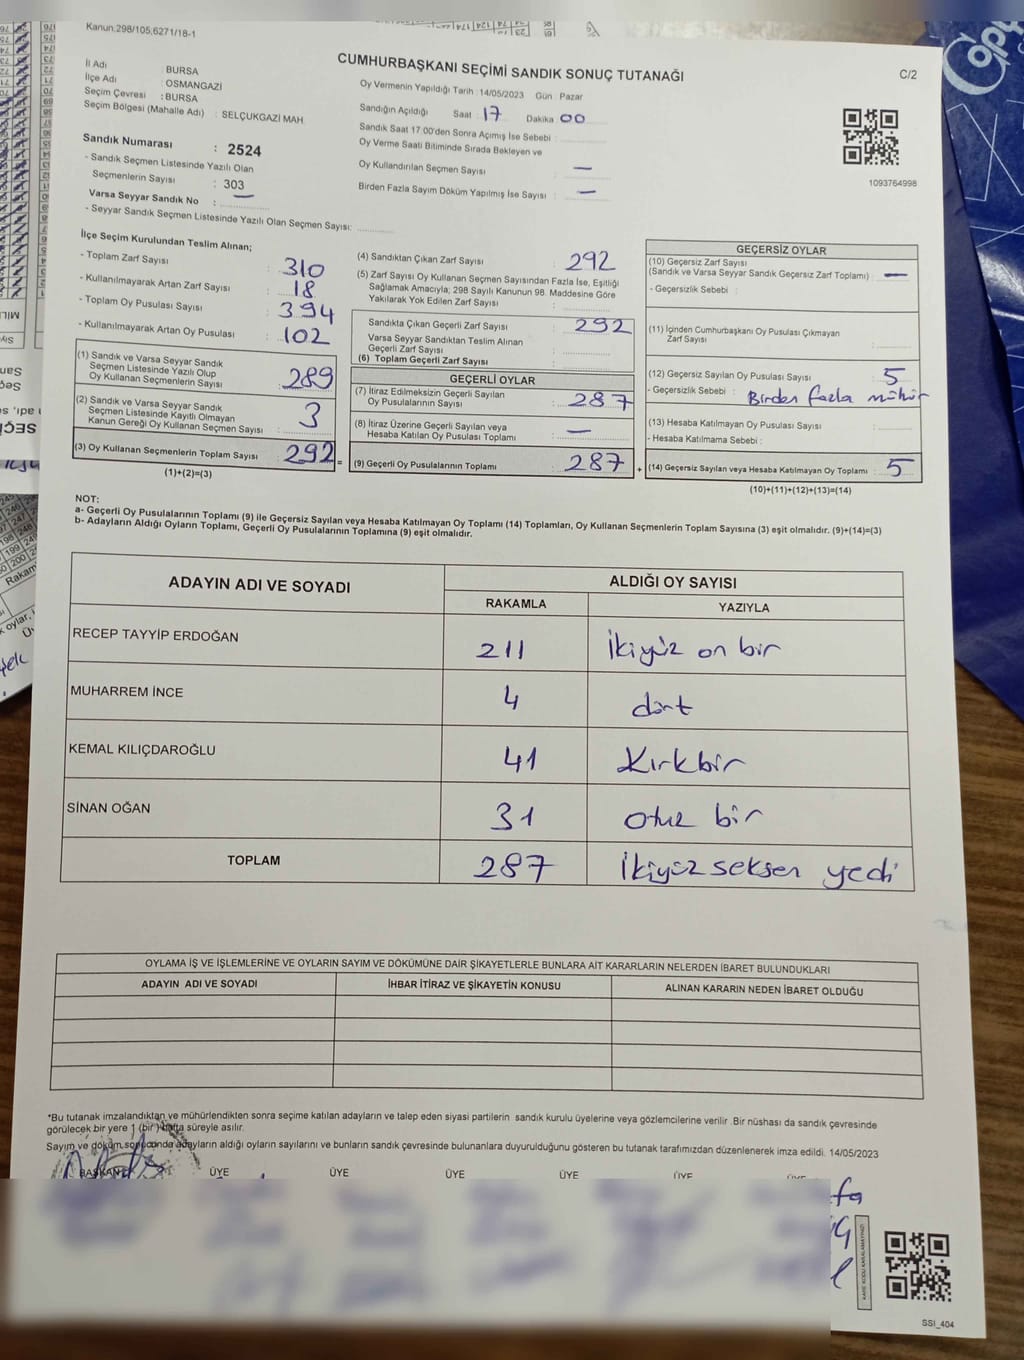 Kanun.298/105,6271/18-1
CUMHURBAŞKANI SEÇİMİ SANDIK SONUÇ TUTANAĞI
C/2
İl Adı : BURSA
İlçe Adı : OSMANGAZİ
Seçim Çevresi : BURSA
Seçim Bölgesi (Mahalle Adı) : SELÇUKGAZİ MAH.
Sandık Numarası : 2524
- Sandık Seçmen Listesinde Yazılı Olan
Seçmenlerin Sayısı : 303
Varsa Seyyar Sandık No : —
- Seyyar Sandık Seçmen Listesinde Yazılı Olan Seçmen Sayısı:
Oy Vermenin Yapıldığı Tarih :14/05/2023 Gün : Pazar
Sandığın Açıldığı Saat : 17 Dakika 00
Sandık Saat 17.00'den Sonra Açımış İse Sebebi :
Oy Verme Saati Bitiminde Sırada Bekleyen ve
Oy Kullandırılan Seçmen Sayısı : —
Birden Fazla Sayım Döküm Yapılmış İse Sayısı : —
1093764998
İlçe Seçim Kurulundan Teslim Alınan;
- Toplam Zarf Sayısı : 310
- Kullanılmayarak Artan Zarf Sayısı : 18
- Toplam Oy Pusulası Sayısı : 394
- Kullanılmayarak Artan Oy Pusulası : 102
(1) Sandık ve Varsa Seyyar Sandık
Seçmen Listesinde Yazılı Olup
Oy Kullanan Seçmenlerin Sayısı : 289
(2) Sandık ve Varsa Seyyar Sandık
Seçmen Listesinde Kayıtlı Olmayan
Kanun Gereği Oy Kullanan Seçmen Sayısı : 3
(3) Oy Kullanan Seçmenlerin Toplam Sayısı : 292 =
(1)+(2)=(3)
(4) Sandıktan Çıkan Zarf Sayısı : 292
(5) Zarf Sayısı Oy Kullanan Seçmen Sayısından Fazla İse, Eşitliği
Sağlamak Amacıyla; 298 Sayılı Kanunun 98. Maddesine Göre
Yakılarak Yok Edilen Zarf Sayısı :
Sandıkta Çıkan Geçerli Zarf Sayısı : 292
Varsa Seyyar Sandıktan Teslim Alınan
Geçerli Zarf Sayısı :
(6) Toplam Geçerli Zarf Sayısı :
GEÇERLİ OYLAR
(7) İtiraz Edilmeksizin Geçerli Sayılan
Oy Pusulalarının Sayısı : 287
(8) İtiraz Üzerine Geçerli Sayılan veya
Hesaba Katılan Oy Pusulası Toplamı : —
(9) Geçerli Oy Pusulalarının Toplamı : 287 +
GEÇERSİZ OYLAR
(10) Geçersiz Zarf Sayısı
(Sandık ve Varsa Seyyar Sandık Geçersiz Zarf Toplamı) : —
- Geçersizlik Sebebi :
(11) İçinden Cumhurbaşkanı Oy Pusulası Çıkmayan
Zarf Sayısı :
(12) Geçersiz Sayılan Oy Pusulası Sayısı : 5
- Geçersizlik Sebebi : Birden fazla mühür
(13) Hesaba Katılmayan Oy Pusulası Sayısı :
- Hesaba Katılmama Sebebi :
(14) Geçersiz Sayılan veya Hesaba Katılmayan Oy Toplamı : 5
(10)+(11)+(12)+(13)=(14)
NOT:
a- Geçerli Oy Pusulalarının Toplamı (9) ile Geçersiz Sayılan veya Hesaba Katılmayan Oy Toplamı (14) Toplamları, Oy Kullanan Seçmenlerin Toplam Sayısına (3) eşit olmalıdır. (9)+(14)=(3)
b- Adayların Aldığı Oyların Toplamı, Geçerli Oy Pusulalarının Toplamına (9) eşit olmalıdır.
ADAYIN ADI VE SOYADI ALDIĞI OY SAYISI
RAKAMLA YAZIYLA
RECEP TAYYİP ERDOĞAN 211 İkiyüz on bir
MUHARREM İNCE 4 dört
KEMAL KILIÇDAROĞLU 41 Kırkbir
SİNAN OĞAN 31 otuz bir
TOPLAM 287 İkiyüz seksen yedi
OYLAMA İŞ VE İŞLEMLERİNE VE OYLARIN SAYIM VE DÖKÜMÜNE DAİR ŞİKAYETLERLE BUNLARA AİT KARARLARIN NELERDEN İBARET BULUNDUKLARI
ADAYIN ADI VE SOYADI İHBAR İTİRAZ VE ŞİKAYETİN KONUSU ALINAN KARARIN NEDEN İBARET OLDUĞU
*Bu tutanak imzalandıktan ve mühürlendikten sonra seçime katılan adayların ve talep eden siyasi partilerin sandık kurulu üyelerine veya gözlemcilerine verilir .Bir nüshası da sandık çevresinde
görülecek bir yere 1 (bir) hafta süreyle asılır.
Sayım ve döküm sonucunda adayların aldığı oyların sayılarını ve bunların sandık çevresinde bulunanlara duyurulduğunu gösteren bu tutanak tarafımızdan düzenlenerek imza edildi. 14/05/2023
BAŞKAN ÜYE ÜYE ÜYE ÜYE ÜYE ÜYE
SSİ_404